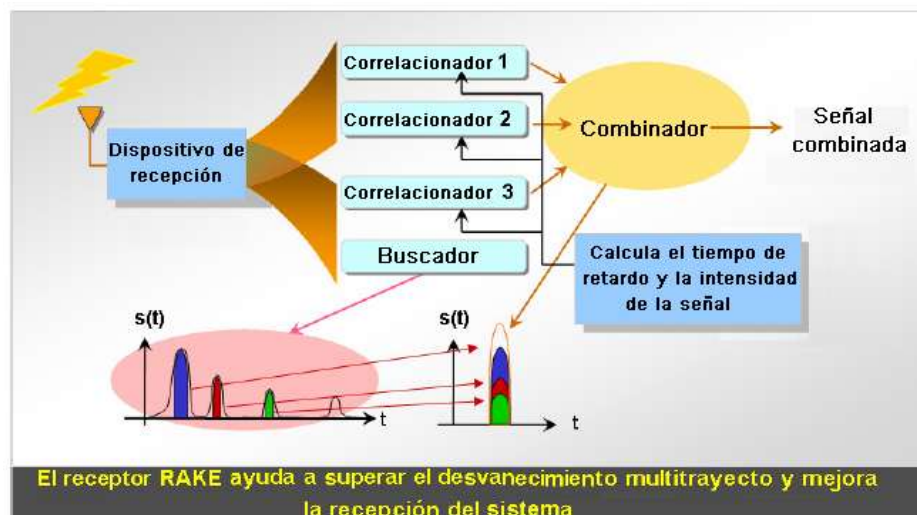 Correlacionador 1
Correlacionador 2
Correlacionador 3
Buscador
Dispositivo de
recepción
Combinador
Señal
combinada
Calcula el tiempo de
retardo y la intensidad
de la señal
s(t)
t
s(t)
t
El receptor RAKE ayuda a superar el desvanecimiento multitrayecto y mejora
la recepción del sistema